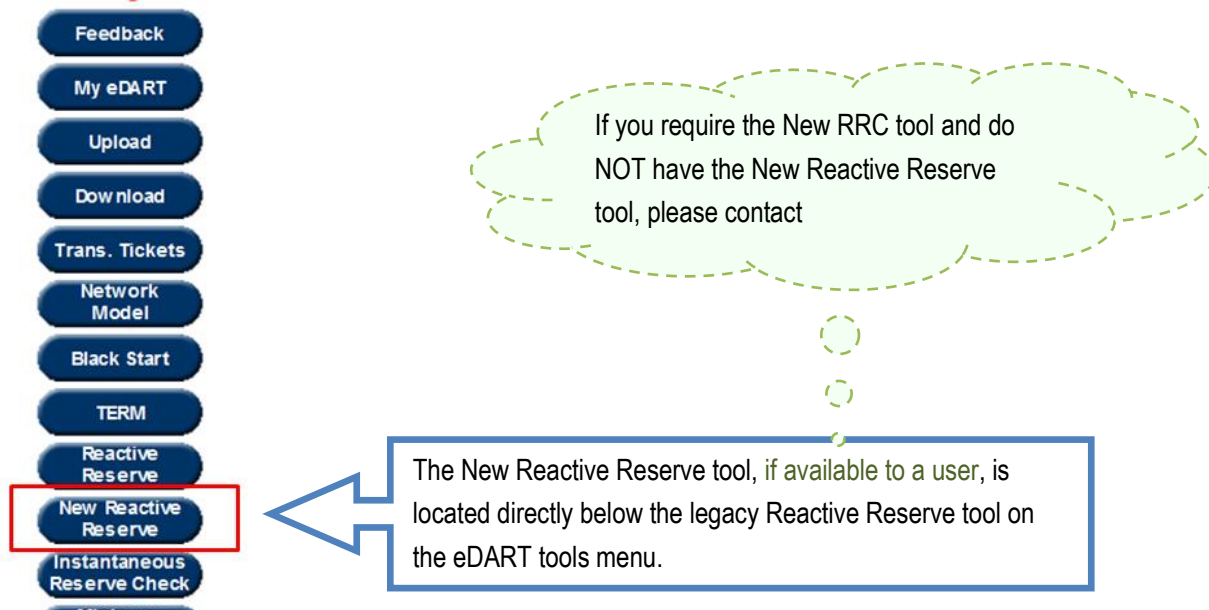 Feedback
My eDART
Upload
Download
Trans. Tickets
Network
Model
Black Start
TERM
Reactive
Reserve
New Reactive
Reserve
Instantaneous
Reserve Check
If you require the New RRC tool and do
NOT have the New Reactive Reserve
tool, please contact
The New Reactive Reserve tool, if available to a user, is
located directly below the legacy Reactive Reserve tool on
the eDART tools menu.